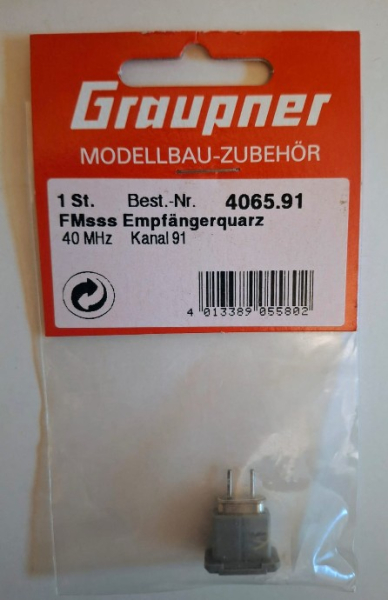 Graupner
MODELLBAU-ZUBEHÖR
1 St. Best.-Nr. 4065.91
FMsss Empfängerquarz
40 MHz Kanal 91
4 013389 055802